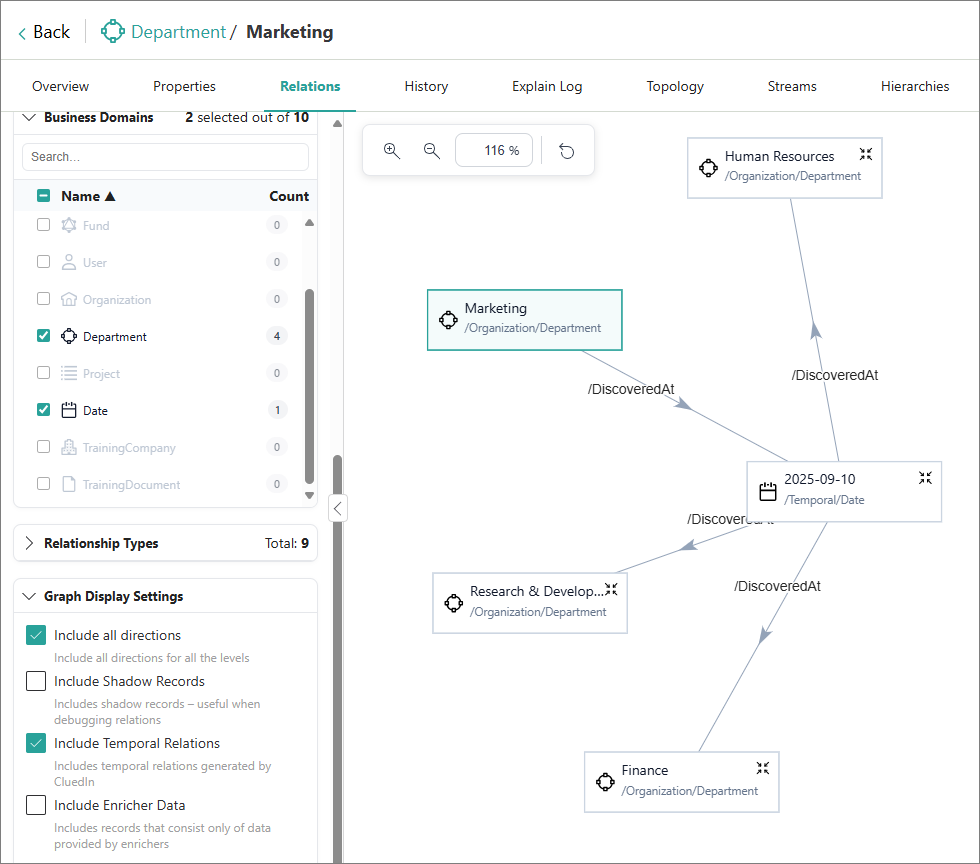 Back
Department / Marketing
Overview Properties Relations History Explain Log Topology Streams Hierarchies
Business Domains 2 selected out of 10
Search...
Name ▲ Count
Fund 0
User 0
Organization 0
Department 4
Project 0
Date 1
TrainingCompany 0
TrainingDocument 0
Relationship Types Total: 9
Graph Display Settings
Include all directions
Include all directions for all the levels
Include Shadow Records
Includes shadow records – useful when
debugging relations
Include Temporal Relations
Includes temporal relations generated by
CluedIn
Include Enricher Data
Includes records that consist only of data
provided by enrichers
116 %
Human Resources
/Organization/Department
Marketing
/Organization/Department
/DiscoveredAt
/DiscoveredAt
2025-09-10
/Temporal/Date
/DiscoveredAt
Research & Develop...
/Organization/Department
/DiscoveredAt
Finance
/Organization/Department